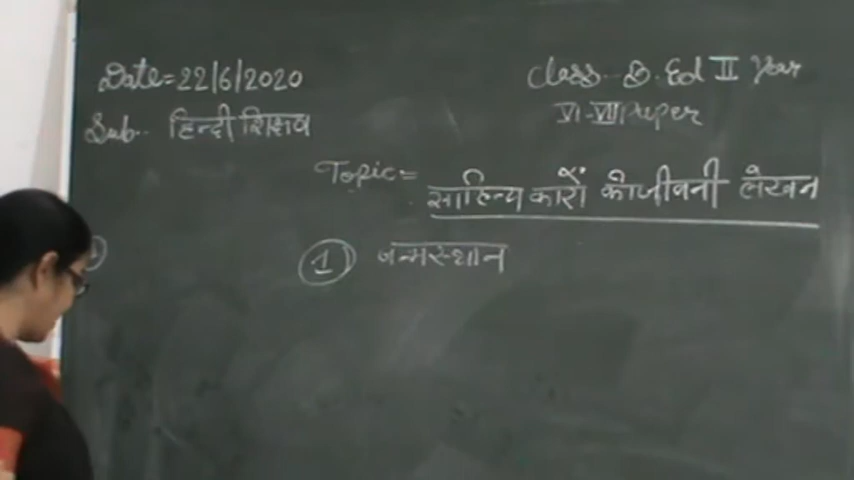 Date=22/6/2020
Class- B.Ed II Year
Sub- हिन्दी शिक्षण
VI-VII Paper
Topic= साहित्यकारों की जीवनी लेखन
1 जन्मस्थान